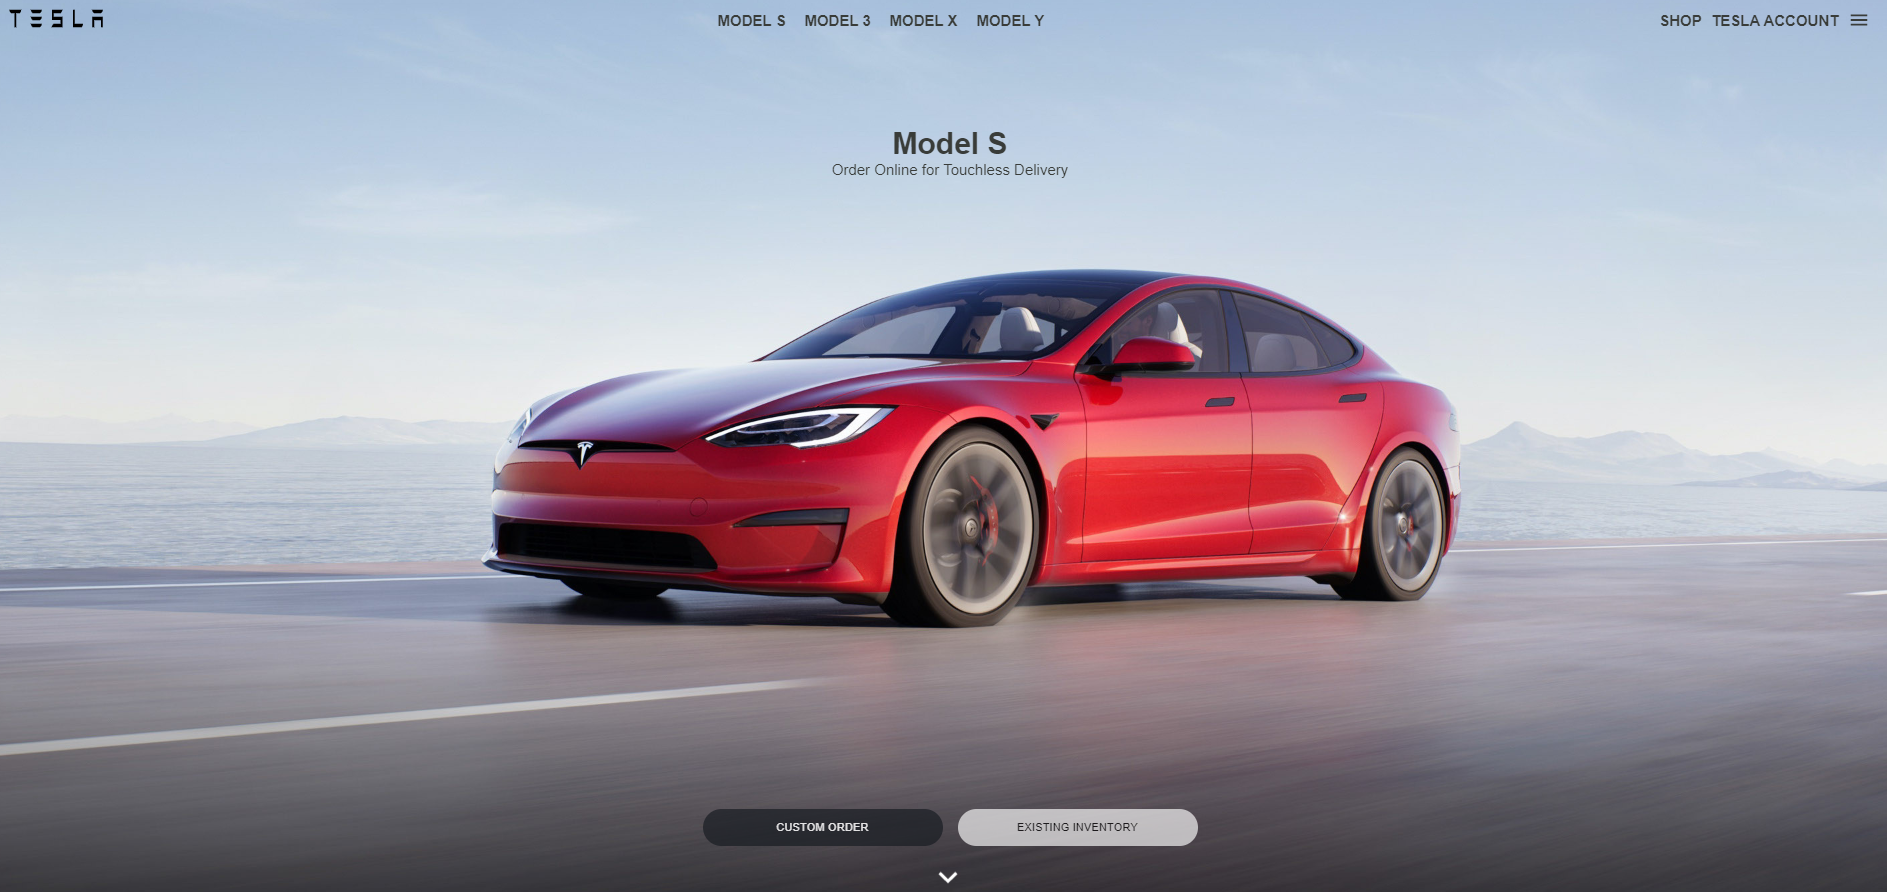 TESLA
MODEL S MODEL 3 MODEL X MODEL Y
SHOP TESLA ACCOUNT
Model S
Order Online for Touchless Delivery
CUSTOM ORDER
EXISTING INVENTORY